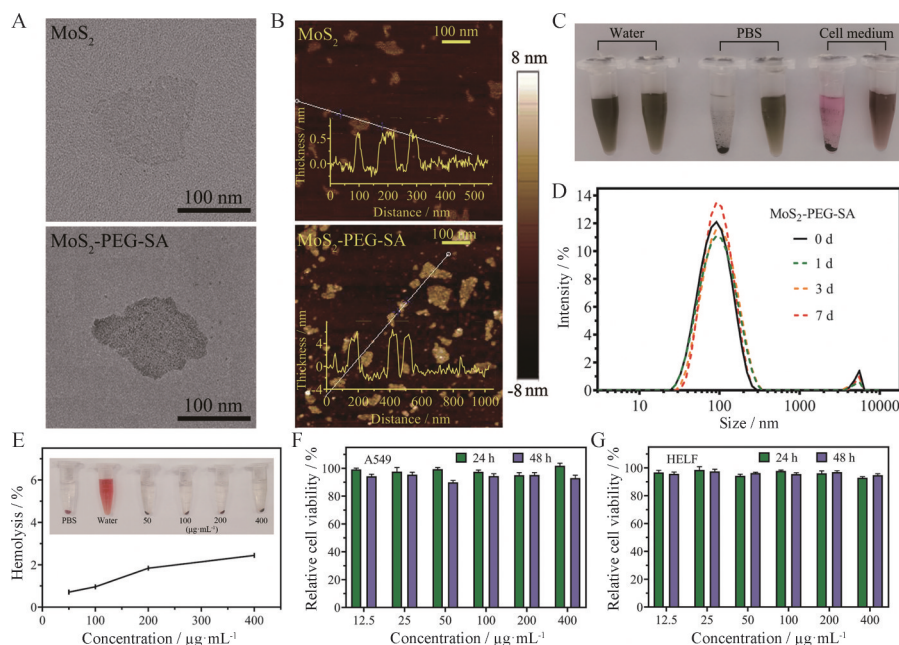 A
MoS2
100 nm
MoS2-PEG-SA
100 nm
B
MoS2
100 nm
Thickness / nm
0.5
0.0
0 100 200 300 400 500
Distance / nm
MoS2-PEG-SA
100 nm
Thickness / nm
4
0
-4
0 200 400 600 800 1000
Distance / nm
8 nm
-8 nm
C
Water PBS Cell medium
D
Intensity / %
14
12
10
8
6
4
2
0
MoS2-PEG-SA
0 d
1 d
3 d
7 d
10 100 1000 10000
Size / nm
E
Hemolysis / %
6
4
2
0
PBS Water 50 100 200 400
(μg·mL-1)
0 100 200 300 400
Concentration / μg·mL-1
F
Relative cell viability / %
120
100
80
60
40
20
0
A549
24 h 48 h
12.5 25 50 100 200 400
Concentration / μg·mL-1
G
Relative cell viability / %
120
100
80
60
40
20
0
HELF
24 h 48 h
12.5 25 50 100 200 400
Concentration / μg·mL-1